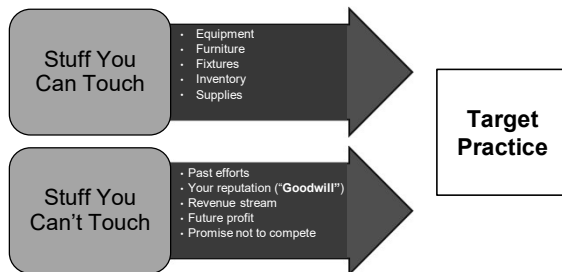 Stuff You
Can Touch
• Equipment
• Furniture
• Fixtures
• Inventory
• Supplies
Stuff You
Can’t Touch
• Past efforts
• Your reputation (“Goodwill”)
• Revenue stream
• Future profit
• Promise not to compete
Target
Practice